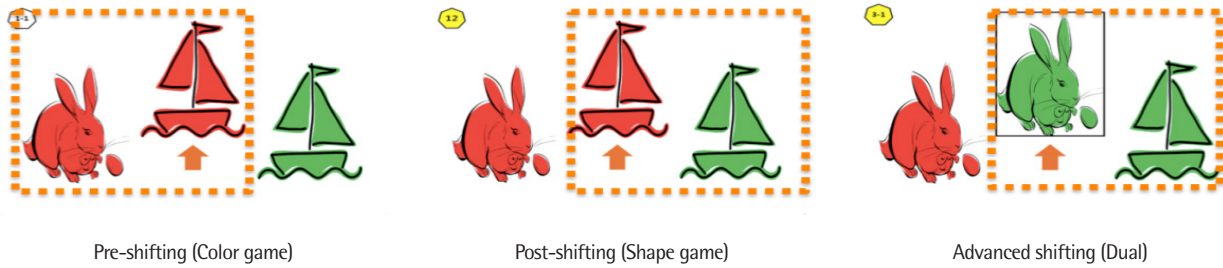 1-1
12
3-1
Pre-shifting (Color game)
Post-shifting (Shape game)
Advanced shifting (Dual)